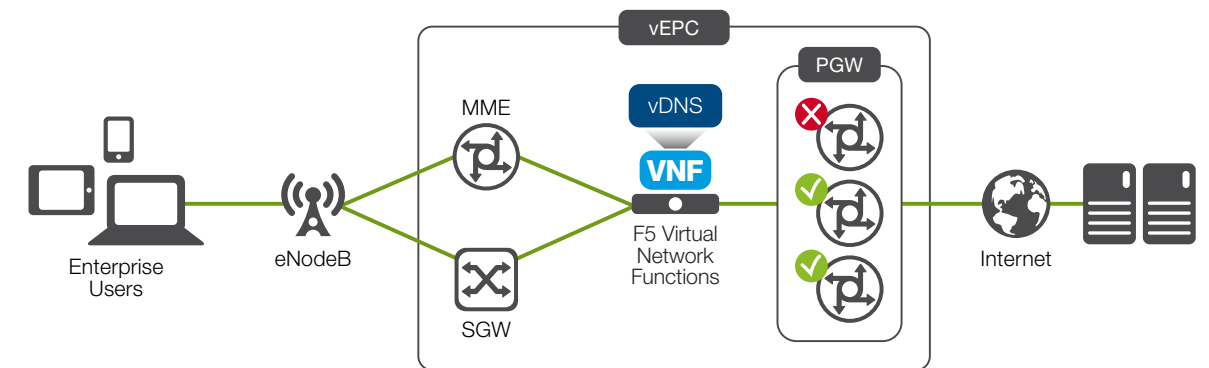 vEPC
PGW
MME
vDNS
VNF
F5 Virtual
Network
Functions
SGW
Enterprise
Users
eNodeB
Internet